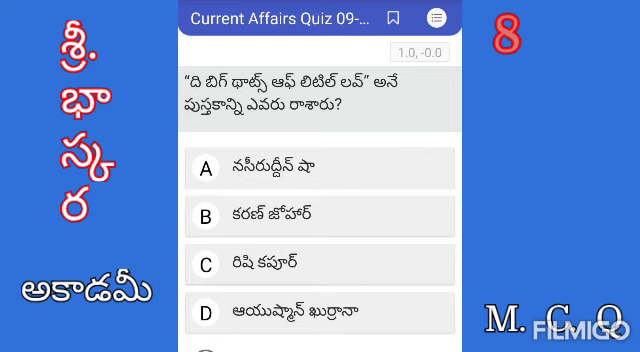 Current Affairs Quiz 09-...
1.0, -0.0
“ది బిగ్ థాట్స్ ఆఫ్ లిటిల్ లవ్” అనే
పుస్తకాన్ని ఎవరు రాశారు?
A నసీరుద్దీన్ షా
B కరణ్ జోహార్
C రిషి కపూర్
D ఆయుష్మాన్ ఖుర్రానా
శ్రీ.
భా
స్క
ర
అకాడమీ
8
M. C. Q
FILMIGO